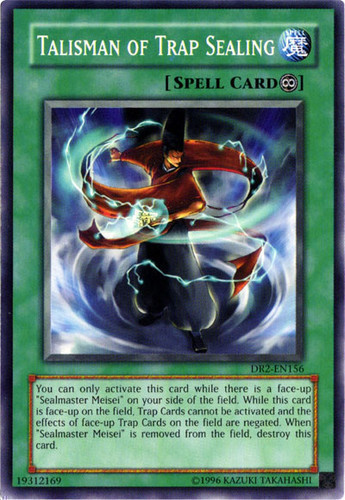 TALISMAN OF TRAP SEALING
SPELL
魔
[SPELL CARD]
DR2-EN156
You can only activate this card while there is a face-up
"Sealmaster Meisei" on your side of the field. While this card
is face-up on the field, Trap Cards cannot be activated and the
effects of face-up Trap Cards on the field are negated. When
"Sealmaster Meisei" is removed from the field, destroy this
card.
19312169
©1996 KAZUKI TAKAHASHI